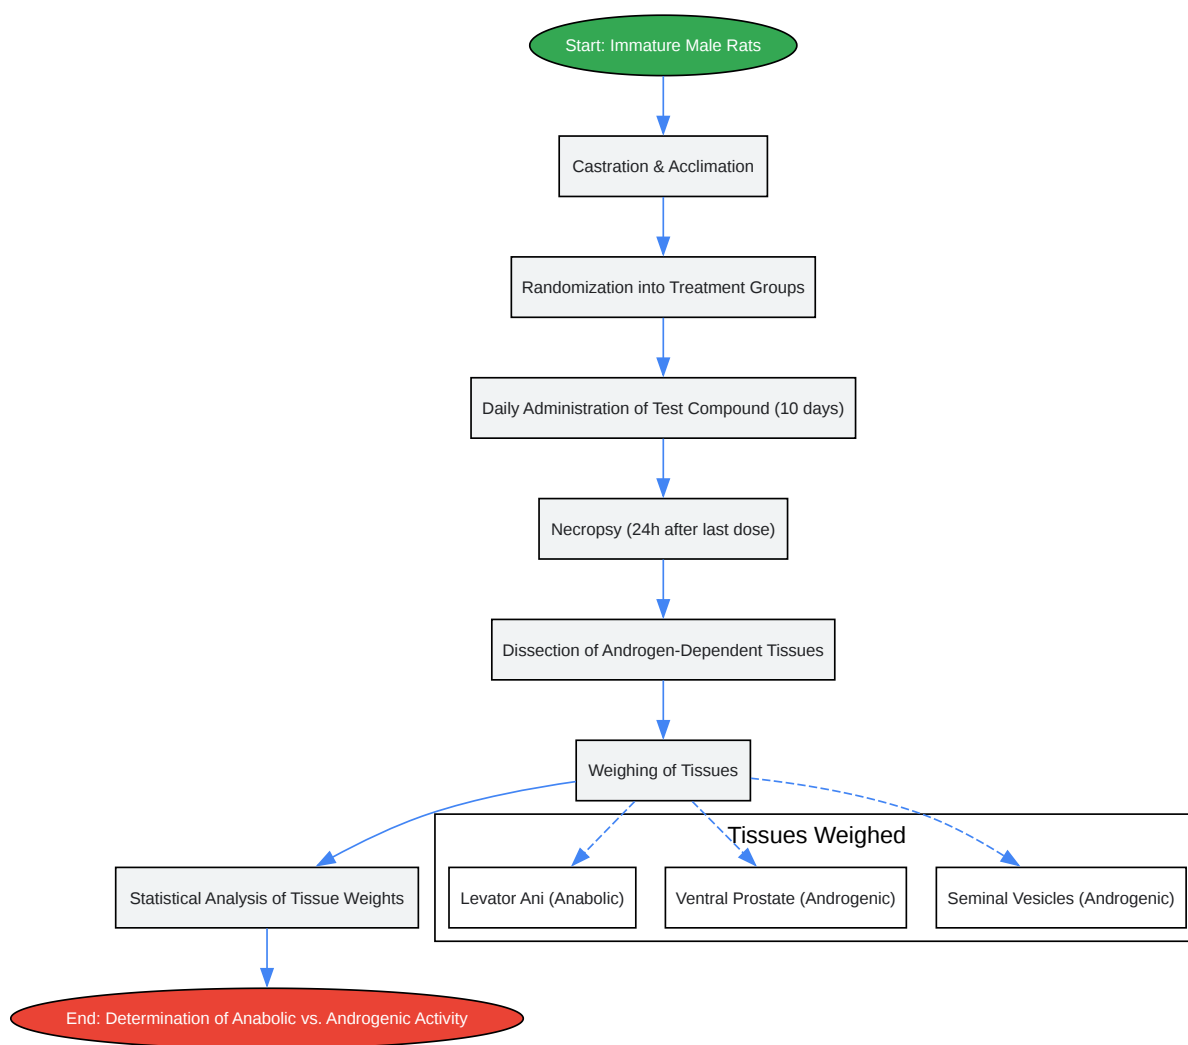 Start: Immature Male Rats
Castration & Acclimation
Randomization into Treatment Groups
Daily Administration of Test Compound (10 days)
Necropsy (24h after last dose)
Dissection of Androgen-Dependent Tissues
Weighing of Tissues
Tissues Weighed
Statistical Analysis of Tissue Weights
Levator Ani (Anabolic)
Ventral Prostate (Androgenic)
Seminal Vesicles (Androgenic)
End: Determination of Anabolic vs. Androgenic Activity